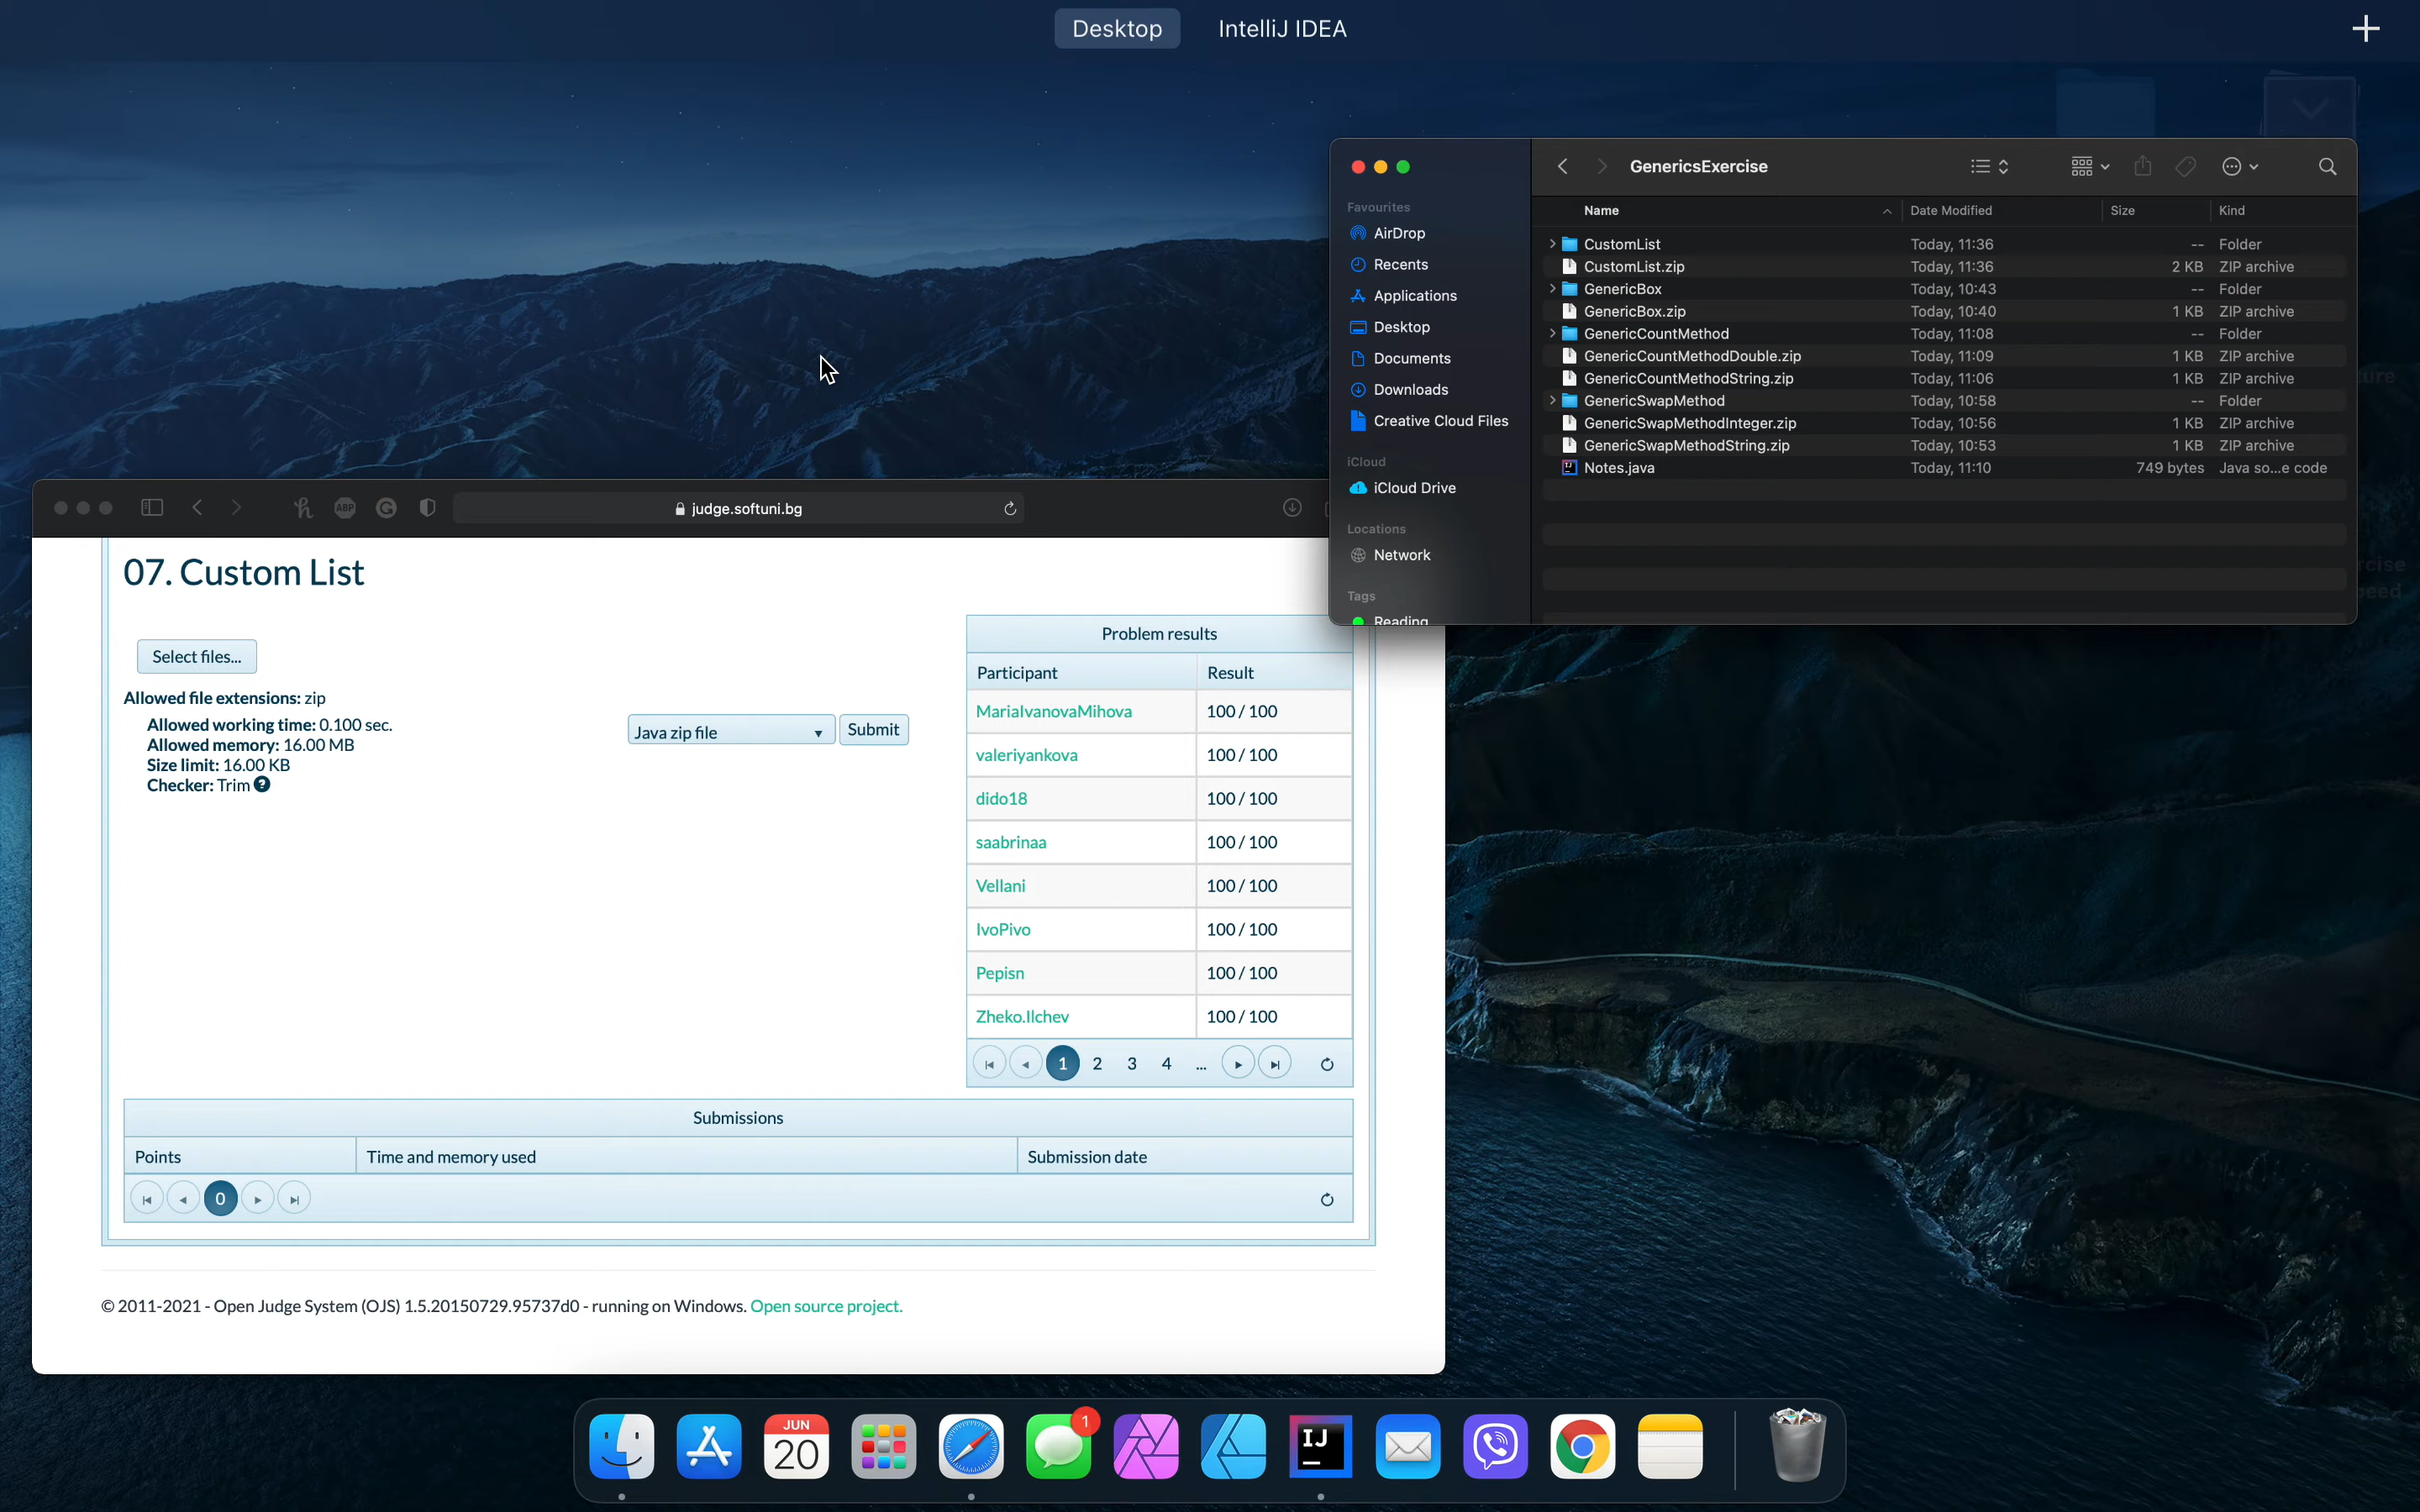 Desktop
IntelliJ IDEA
GenericsExercise
Favourites
AirDrop
Recents
Applications
Desktop
Documents
Downloads
Creative Cloud Files
iCloud
iCloud Drive
Locations
Network
Tags
Reading
Name Date Modified Size Kind
CustomList Today, 11:36 -- Folder
CustomList.zip Today, 11:36 2 KB ZIP archive
GenericBox Today, 10:43 -- Folder
GenericBox.zip Today, 10:40 1 KB ZIP archive
GenericCountMethod Today, 11:08 -- Folder
GenericCountMethodDouble.zip Today, 11:09 1 KB ZIP archive
GenericCountMethodString.zip Today, 11:06 1 KB ZIP archive
GenericSwapMethod Today, 10:58 -- Folder
GenericSwapMethodInteger.zip Today, 10:56 1 KB ZIP archive
GenericSwapMethodString.zip Today, 10:53 1 KB ZIP archive
Notes.java Today, 11:10 749 bytes Java so...e code
ABP
judge.softuni.bg
07. Custom List
Select files...
Allowed file extensions: zip
Allowed working time: 0.100 sec.
Allowed memory: 16.00 MB
Size limit: 16.00 KB
Checker: Trim
Java zip file
Submit
Problem results
Participant Result
MariaIvanovaMihova 100 / 100
valeriyankova 100 / 100
dido18 100 / 100
saabrinaa 100 / 100
Vellani 100 / 100
IvoPivo 100 / 100
Pepisn 100 / 100
Zheko.Ilchev 100 / 100
1 2 3 4 ...
Submissions
Points Time and memory used Submission date
0
© 2011-2021 - Open Judge System (OJS) 1.5.20150729.95737d0 - running on Windows. Open source project.
JUN
20
1
IJ